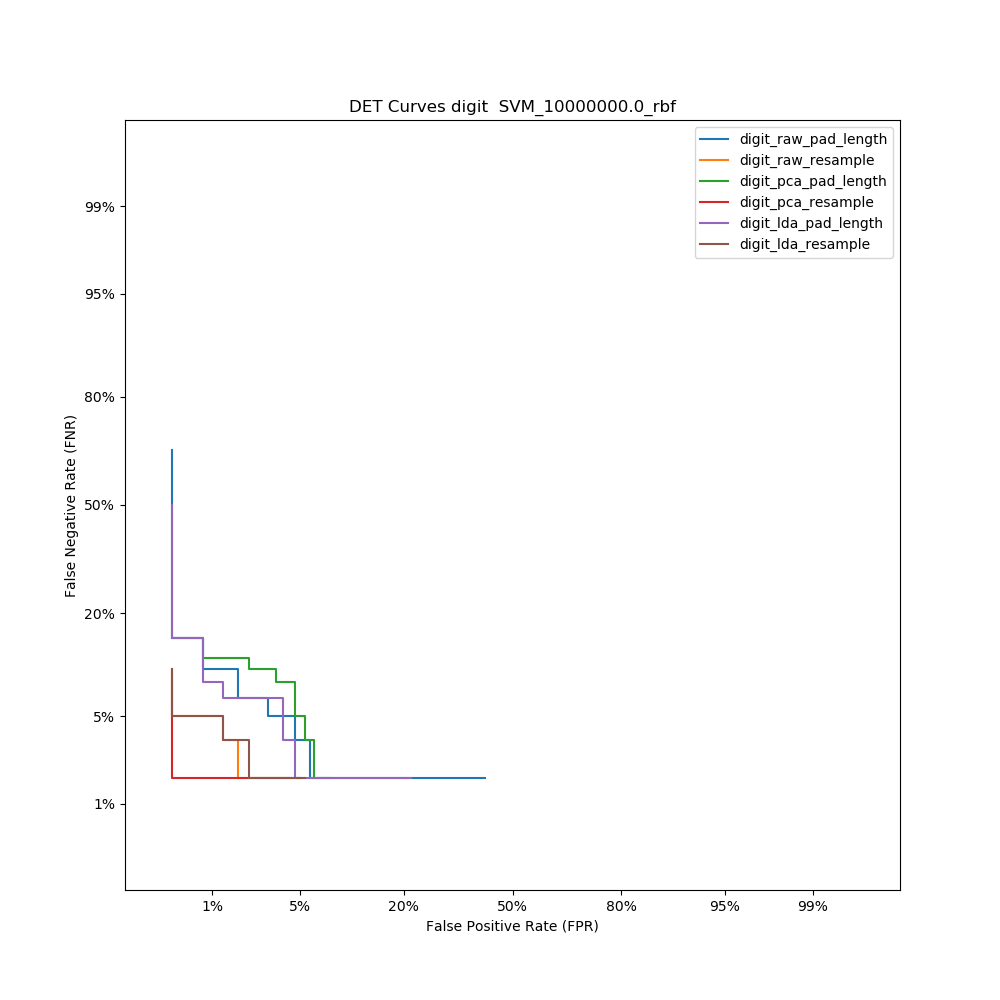 DET Curves digit  SVM_10000000.0_rbf
digit_raw_pad_length
digit_raw_resample
digit_pca_pad_length
digit_pca_resample
digit_lda_pad_length
digit_lda_resample
99%
95%
80%
50%
20%
5%
1%
False Negative Rate (FNR)
1%
5%
20%
50%
80%
95%
99%
False Positive Rate (FPR)